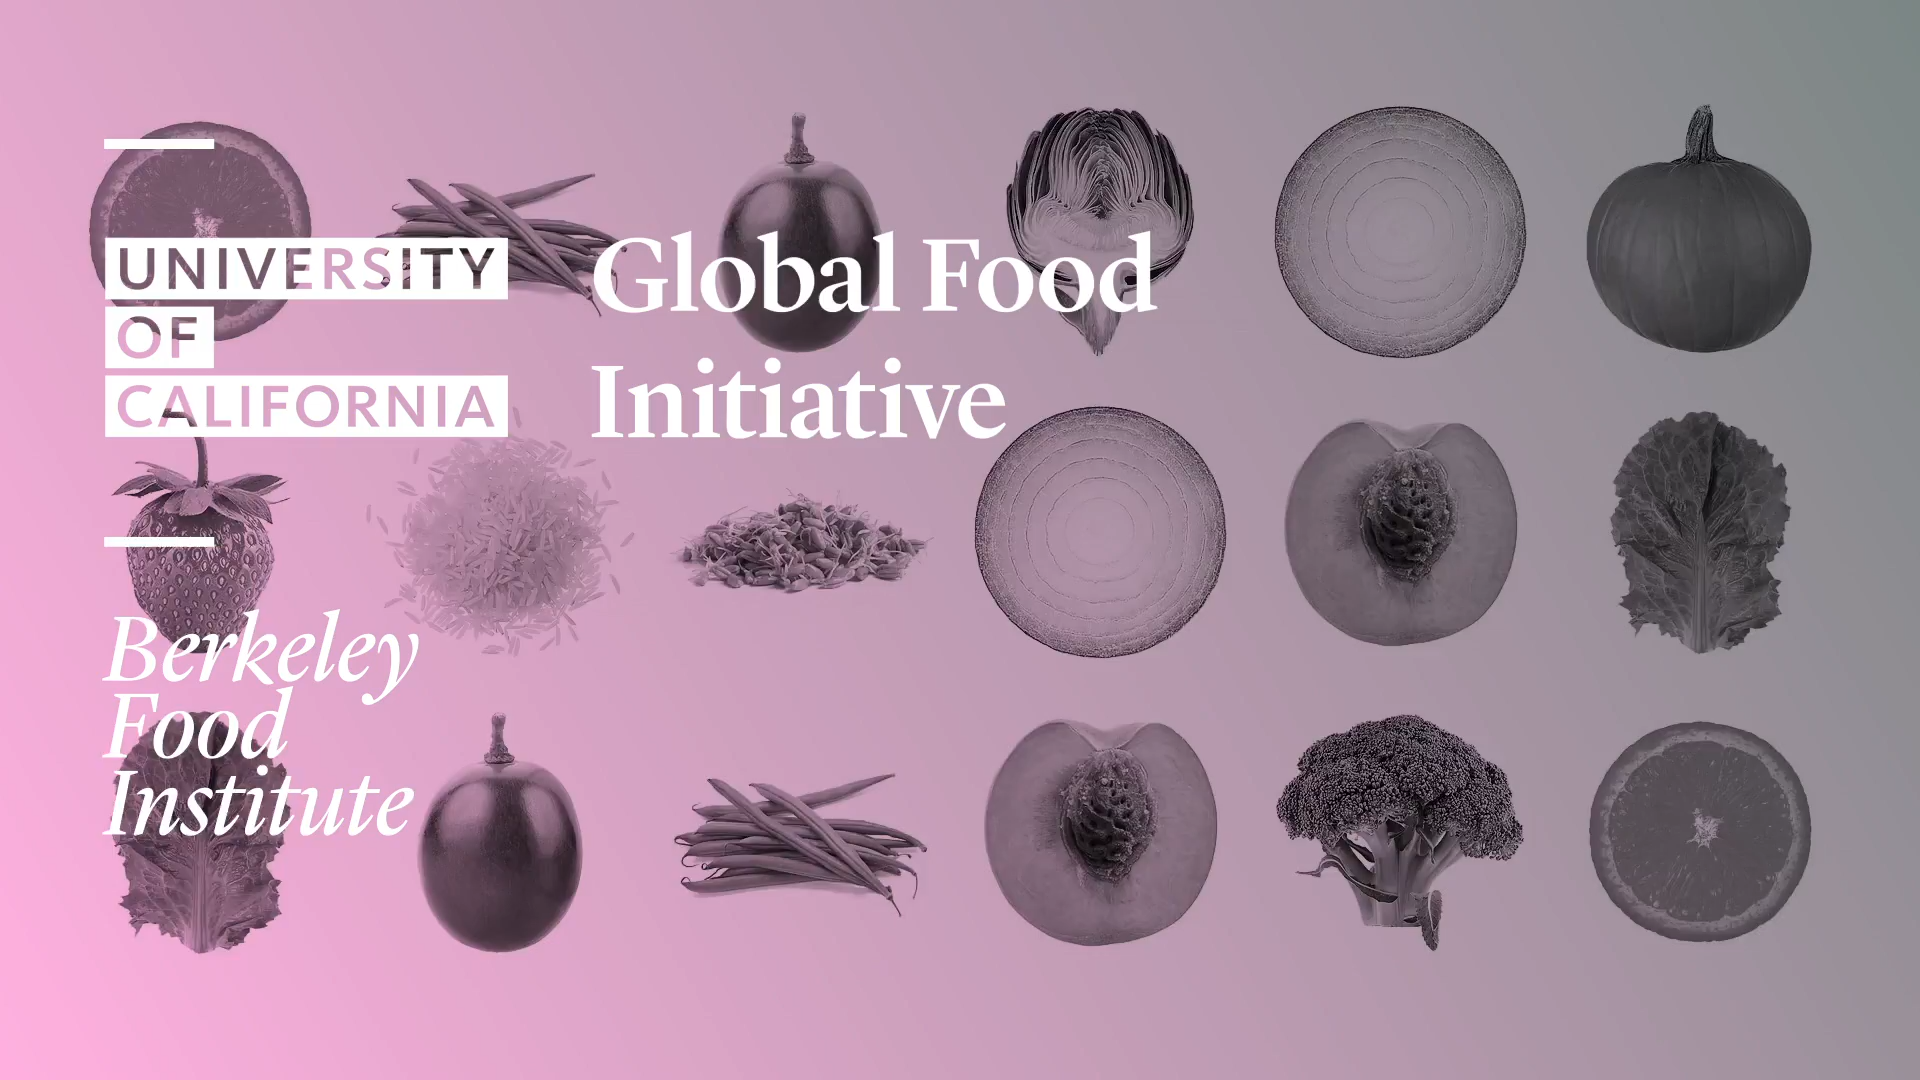 UNIVERSITY
OF
CALIFORNIA
Global Food
Initiative
Berkeley
Food
Institute